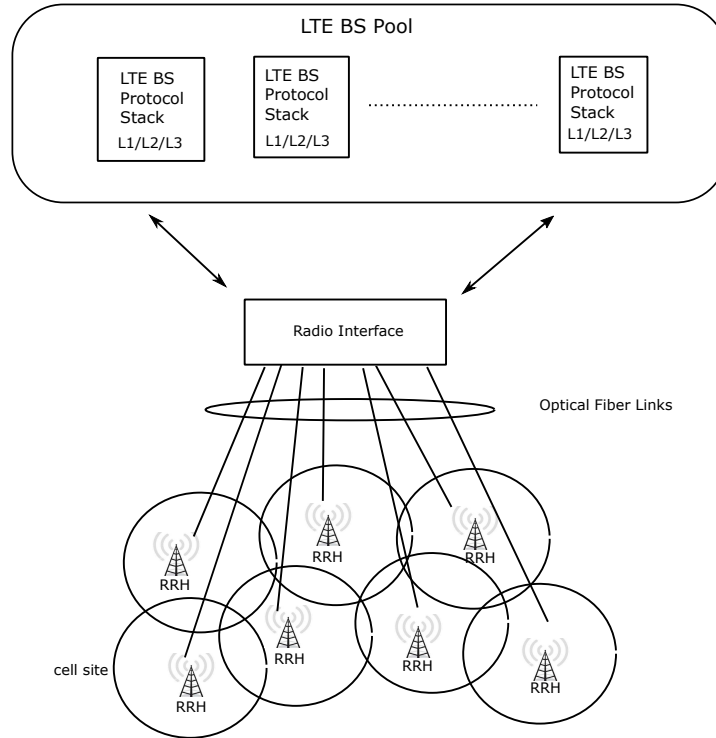 LTE BS Pool
LTE BS
Protocol
Stack
L1/L2/L3
LTE BS
Protocol
Stack
L1/L2/L3
LTE BS
Protocol
Stack
L1/L2/L3
Radio Interface
Optical Fiber Links
RRH
RRH
RRH
RRH
RRH
RRH
RRH
cell site